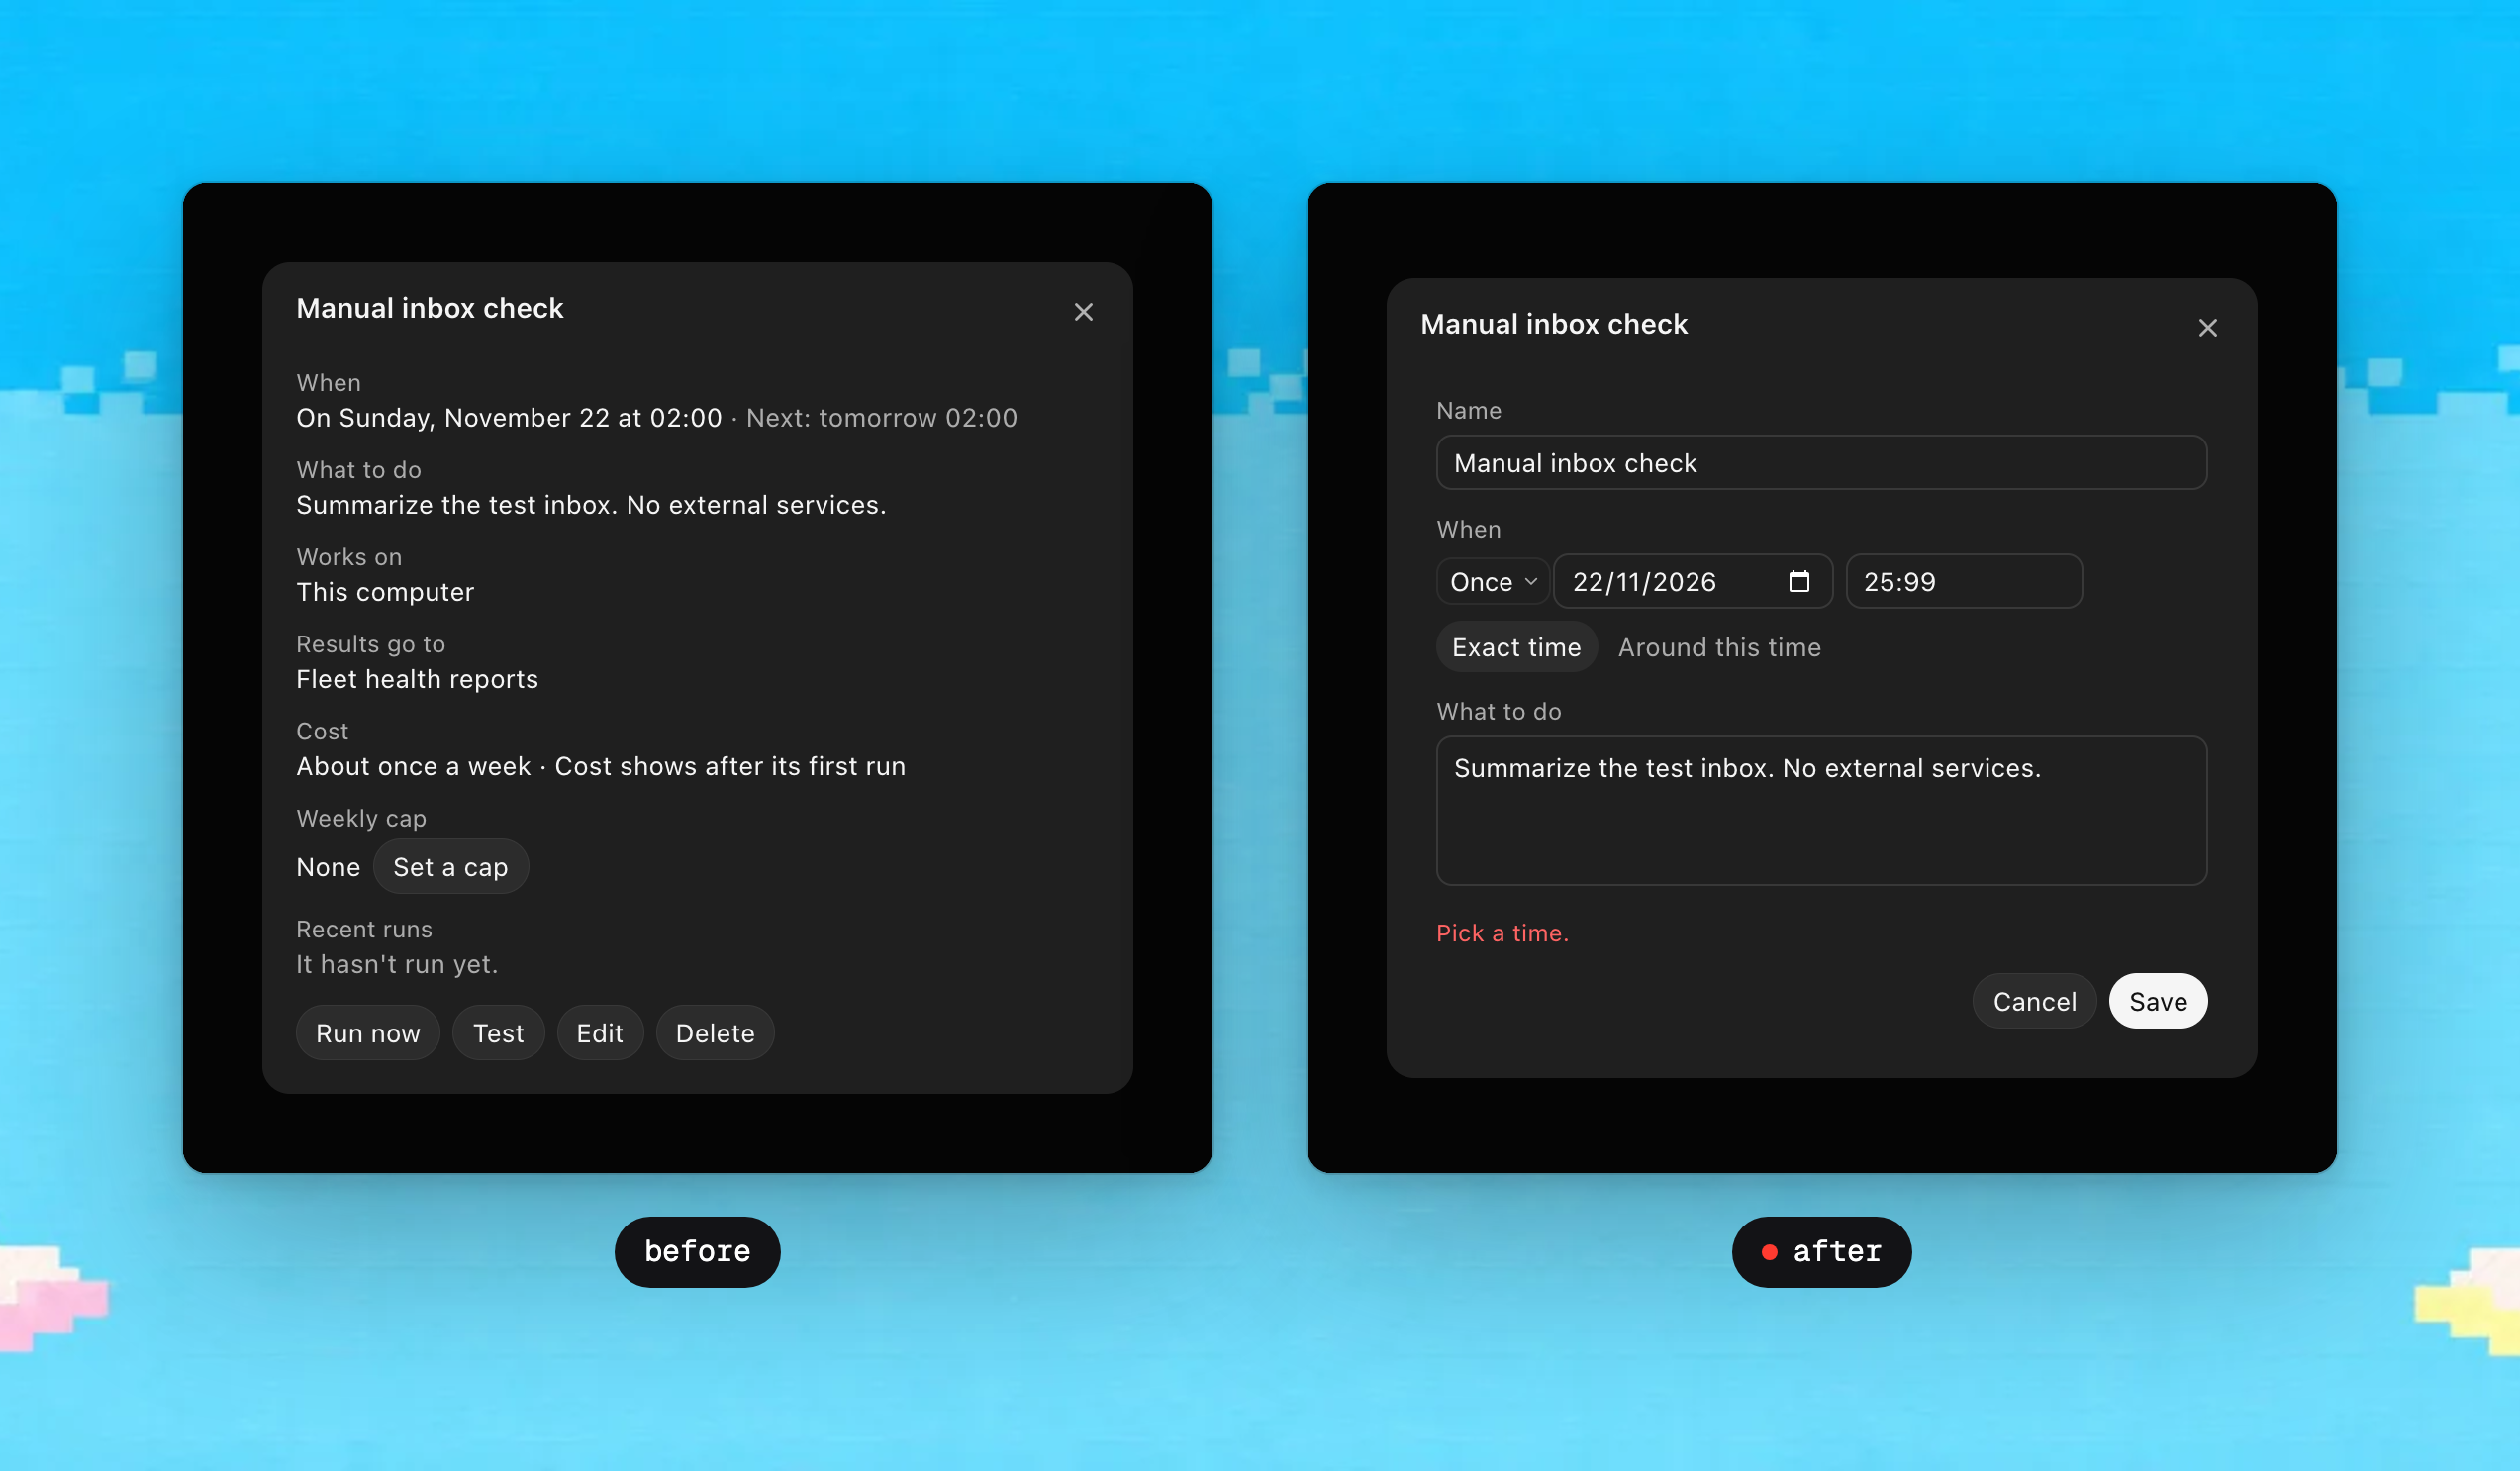 Manual inbox check
When
On Sunday, November 22 at 02:00 · Next: tomorrow 02:00
What to do
Summarize the test inbox. No external services.
Works on
This computer
Results go to
Fleet health reports
Cost
About once a week · Cost shows after its first run
Weekly cap
None Set a cap
Recent runs
It hasn't run yet.
Run now Test Edit Delete
before
Manual inbox check
Name
Manual inbox check
When
Once 22/11/2026 25:99
Exact time Around this time
What to do
Summarize the test inbox. No external services.
Pick a time.
Cancel Save
after